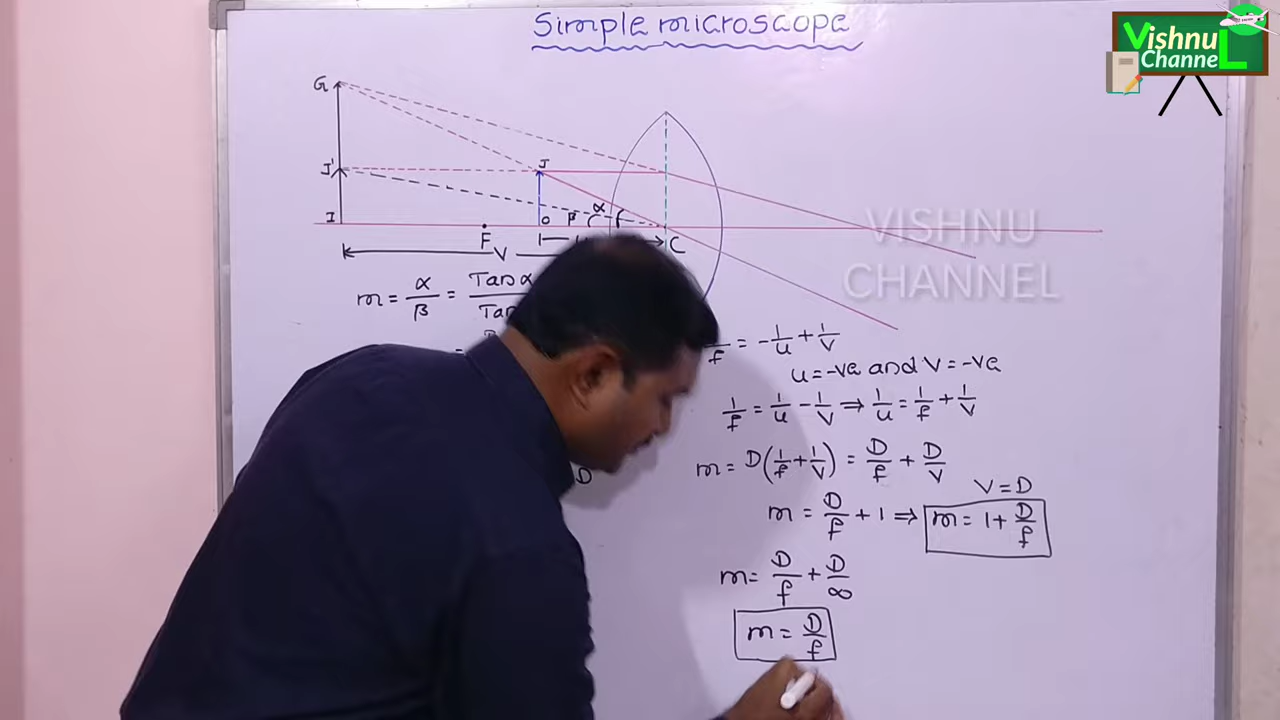 Simple microscope
Vishnu
Channel
L
G
J'
J
I
F
O
β
α
C
V
VISHNU
CHANNEL
m = α/β = Tan α
Tan
=
D
f = -1/u + 1/V
u = -ve and V = -ve
1/f = 1/u - 1/V ⇒ 1/u = 1/f + 1/V
m = D(1/f + 1/V) = D/f + D/V
V = D
m = D/f + 1 ⇒ m = 1 + D/f
m = D/f + D/∞
m = D/f